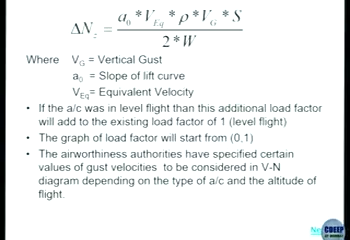 ΔN_z = a_0 * V_Eq * ρ * V_G * S / 2 * W
Where V_G = Vertical Gust
a_0 = Slope of lift curve
V_Eq = Equivalent Velocity
• If the a/c was in level flight than this additional load factor
will add to the existing load factor of 1 (level flight)
• The graph of load factor will start from (0,1)
• The airworthiness authorities have specified certain
values of gust velocities to be considered in V-N
diagram depending on the type of a/c and the altitude of
flight.
CDEEP